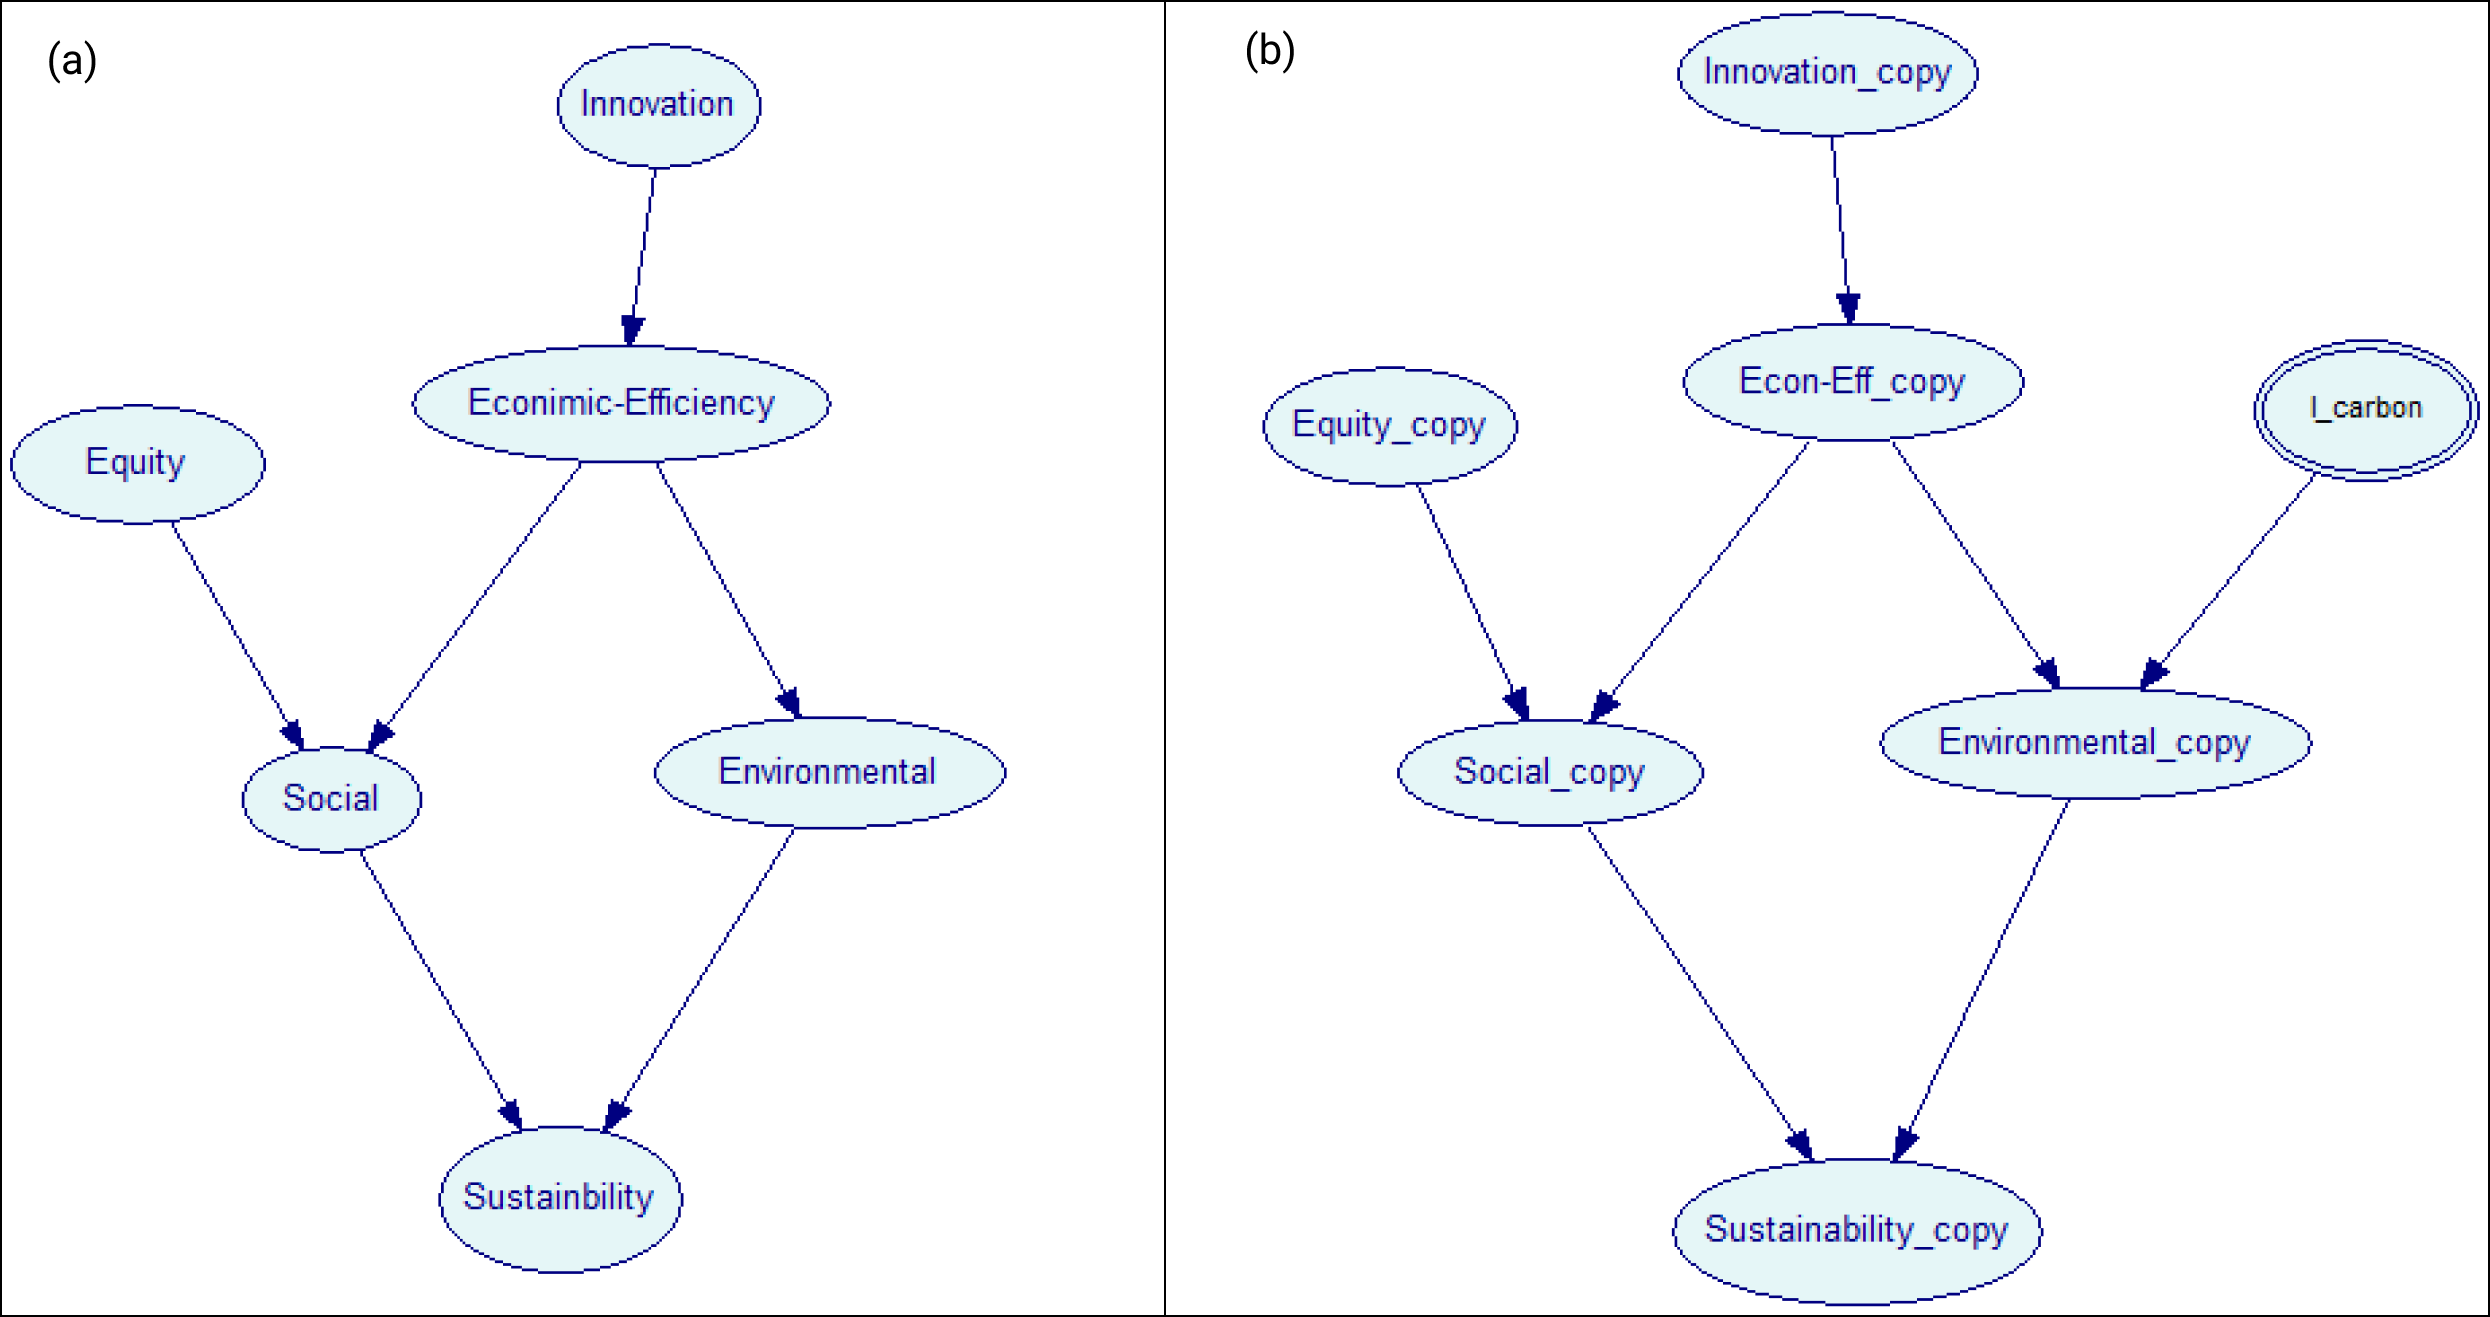 (a)
Innovation
Econimic-Efficiency
Equity
Environmental
Social
Sustainbility
(b)
Innovation_copy
Econ-Eff_copy
I_carbon
Equity_copy
Environmental_copy
Social_copy
Sustainability_copy